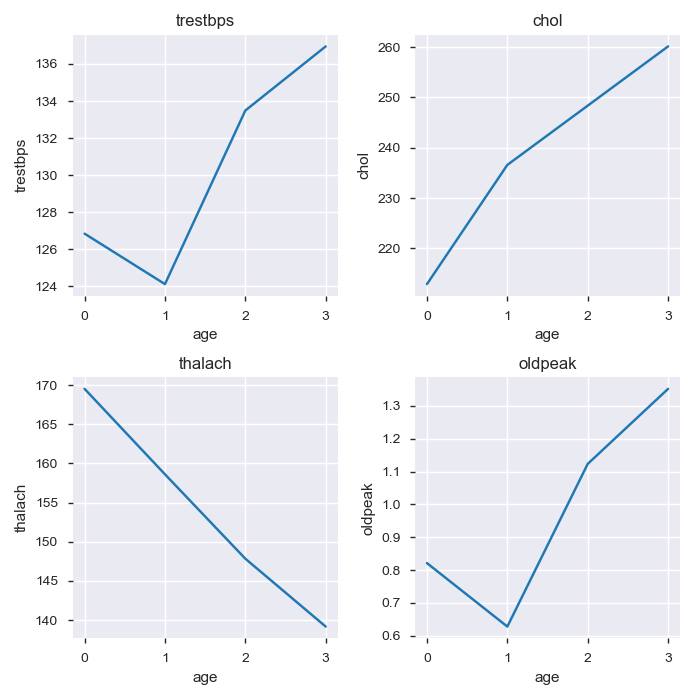 trestbps
136
134
132
130
128
126
124
trestbps
0 1 2 3
age
chol
260
250
240
230
220
chol
0 1 2 3
age
thalach
170
165
160
155
150
145
140
thalach
0 1 2 3
age
oldpeak
1.3
1.2
1.1
1.0
0.9
0.8
0.7
0.6
oldpeak
0 1 2 3
age